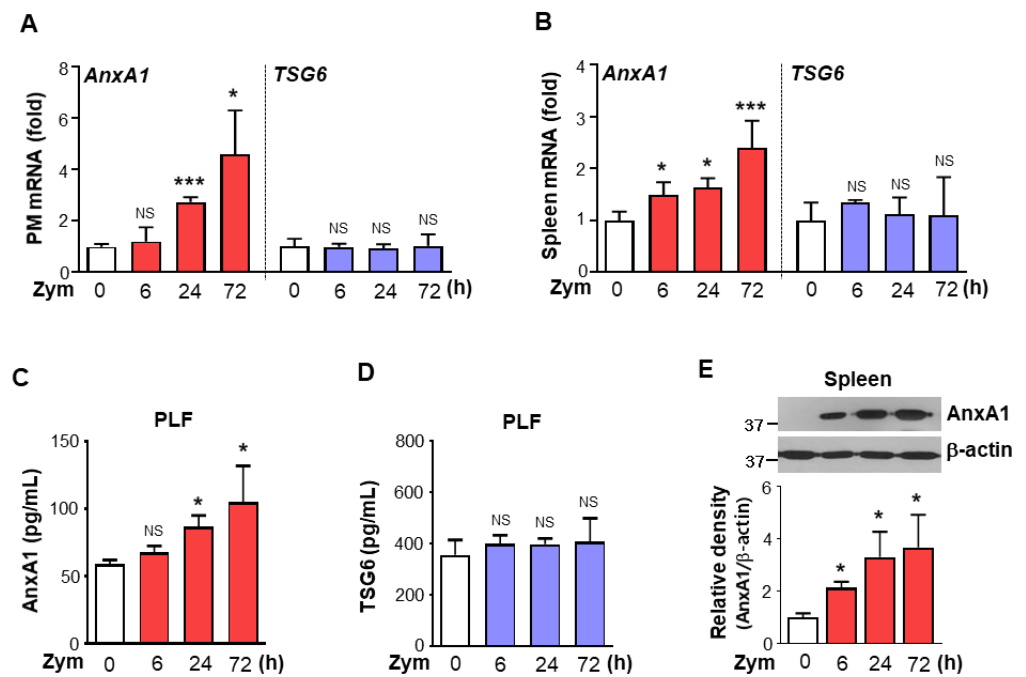 A
PM mRNA (fold)
AnxA1
TSG6
8
6
4
2
0
NS
***
*
NS
NS
NS
Zym 0 6 24 72 0 6 24 72 (h)
B
Spleen mRNA (fold)
AnxA1
TSG6
4
3
2
1
0
*
*
***
NS
NS
NS
Zym 0 6 24 72 0 6 24 72 (h)
C
PLF
AnxA1 (pg/mL)
150
100
50
0
NS
*
*
Zym 0 6 24 72 (h)
D
PLF
TSG6 (pg/mL)
800
600
400
200
0
NS
NS
NS
Zym 0 6 24 72 (h)
E
Spleen
37 AnxA1
37 β-actin
Relative density
(AnxA1/β-actin)
6
4
2
0
*
*
*
Zym 0 6 24 72 (h)